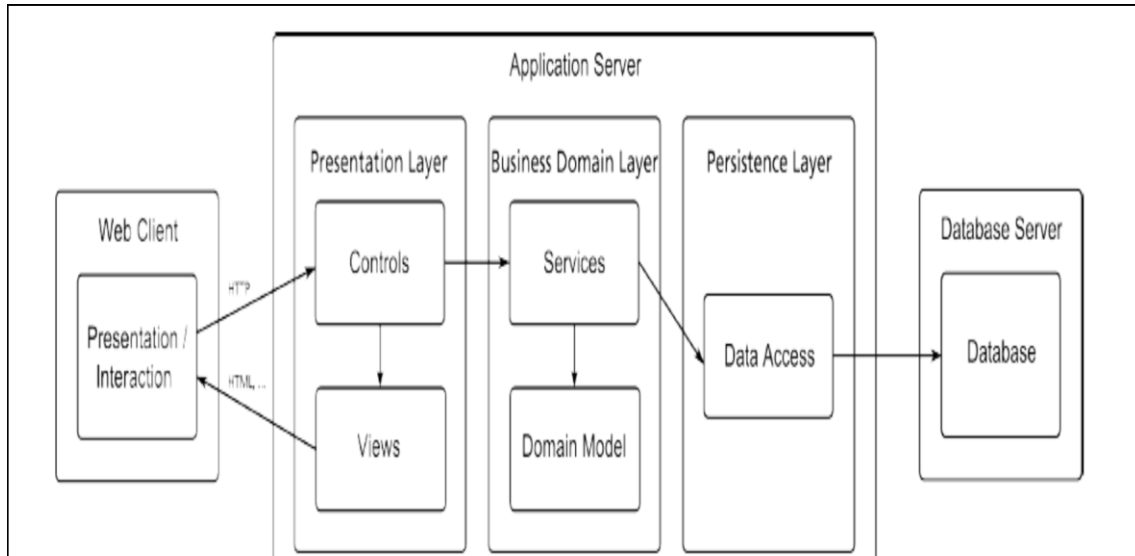 Application Server
Presentation Layer
Business Domain Layer
Persistence Layer
Web Client
Database Server
Controls
Services
HTTP
Presentation /
Interaction
Data Access
Database
HTML, ...
Views
Domain Model